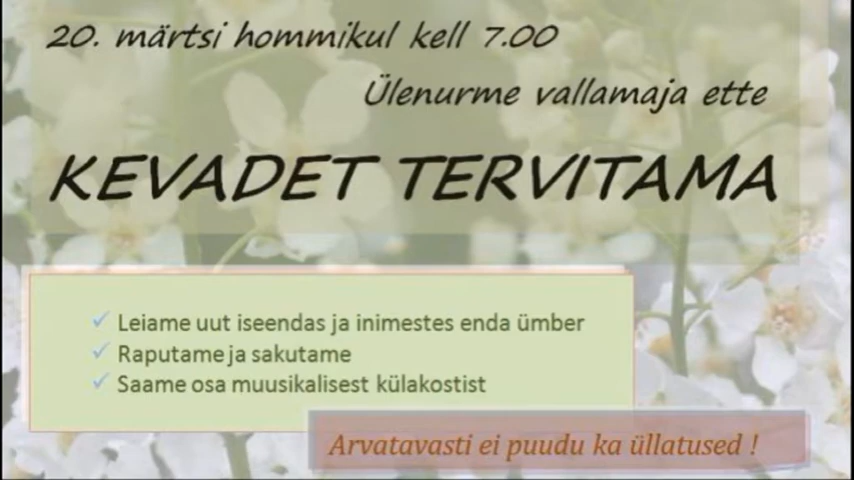 20. märtsi hommikul kell 7.00
Ülenurme vallamaja ette
KEVADET TERVITAMA
Leiame uut iseendas ja inimestes enda ümber
Raputame ja sakutame
Saame osa muusikalisest külakostist
Arvatavasti ei puudu ka üllatused !